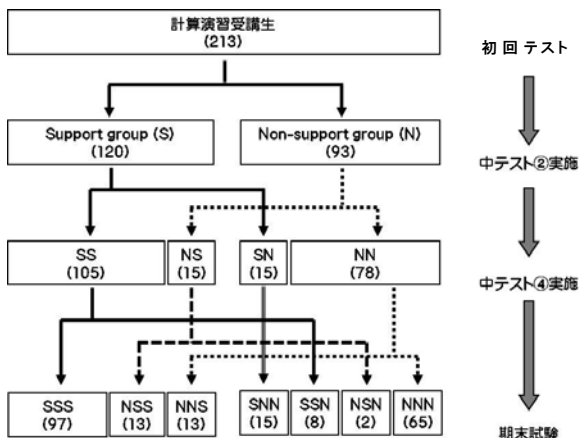 計算演習受講生
(213)
初回テスト
Support group (S)
(120)
Non-support group (N)
(93)
中テスト②実施
SS
(105)
NS
(15)
SN
(15)
NN
(78)
中テスト④実施
SSS
(97)
NSS
(13)
NNS
(13)
SNN
(15)
SSN
(8)
NSN
(2)
NNN
(65)
期末試験